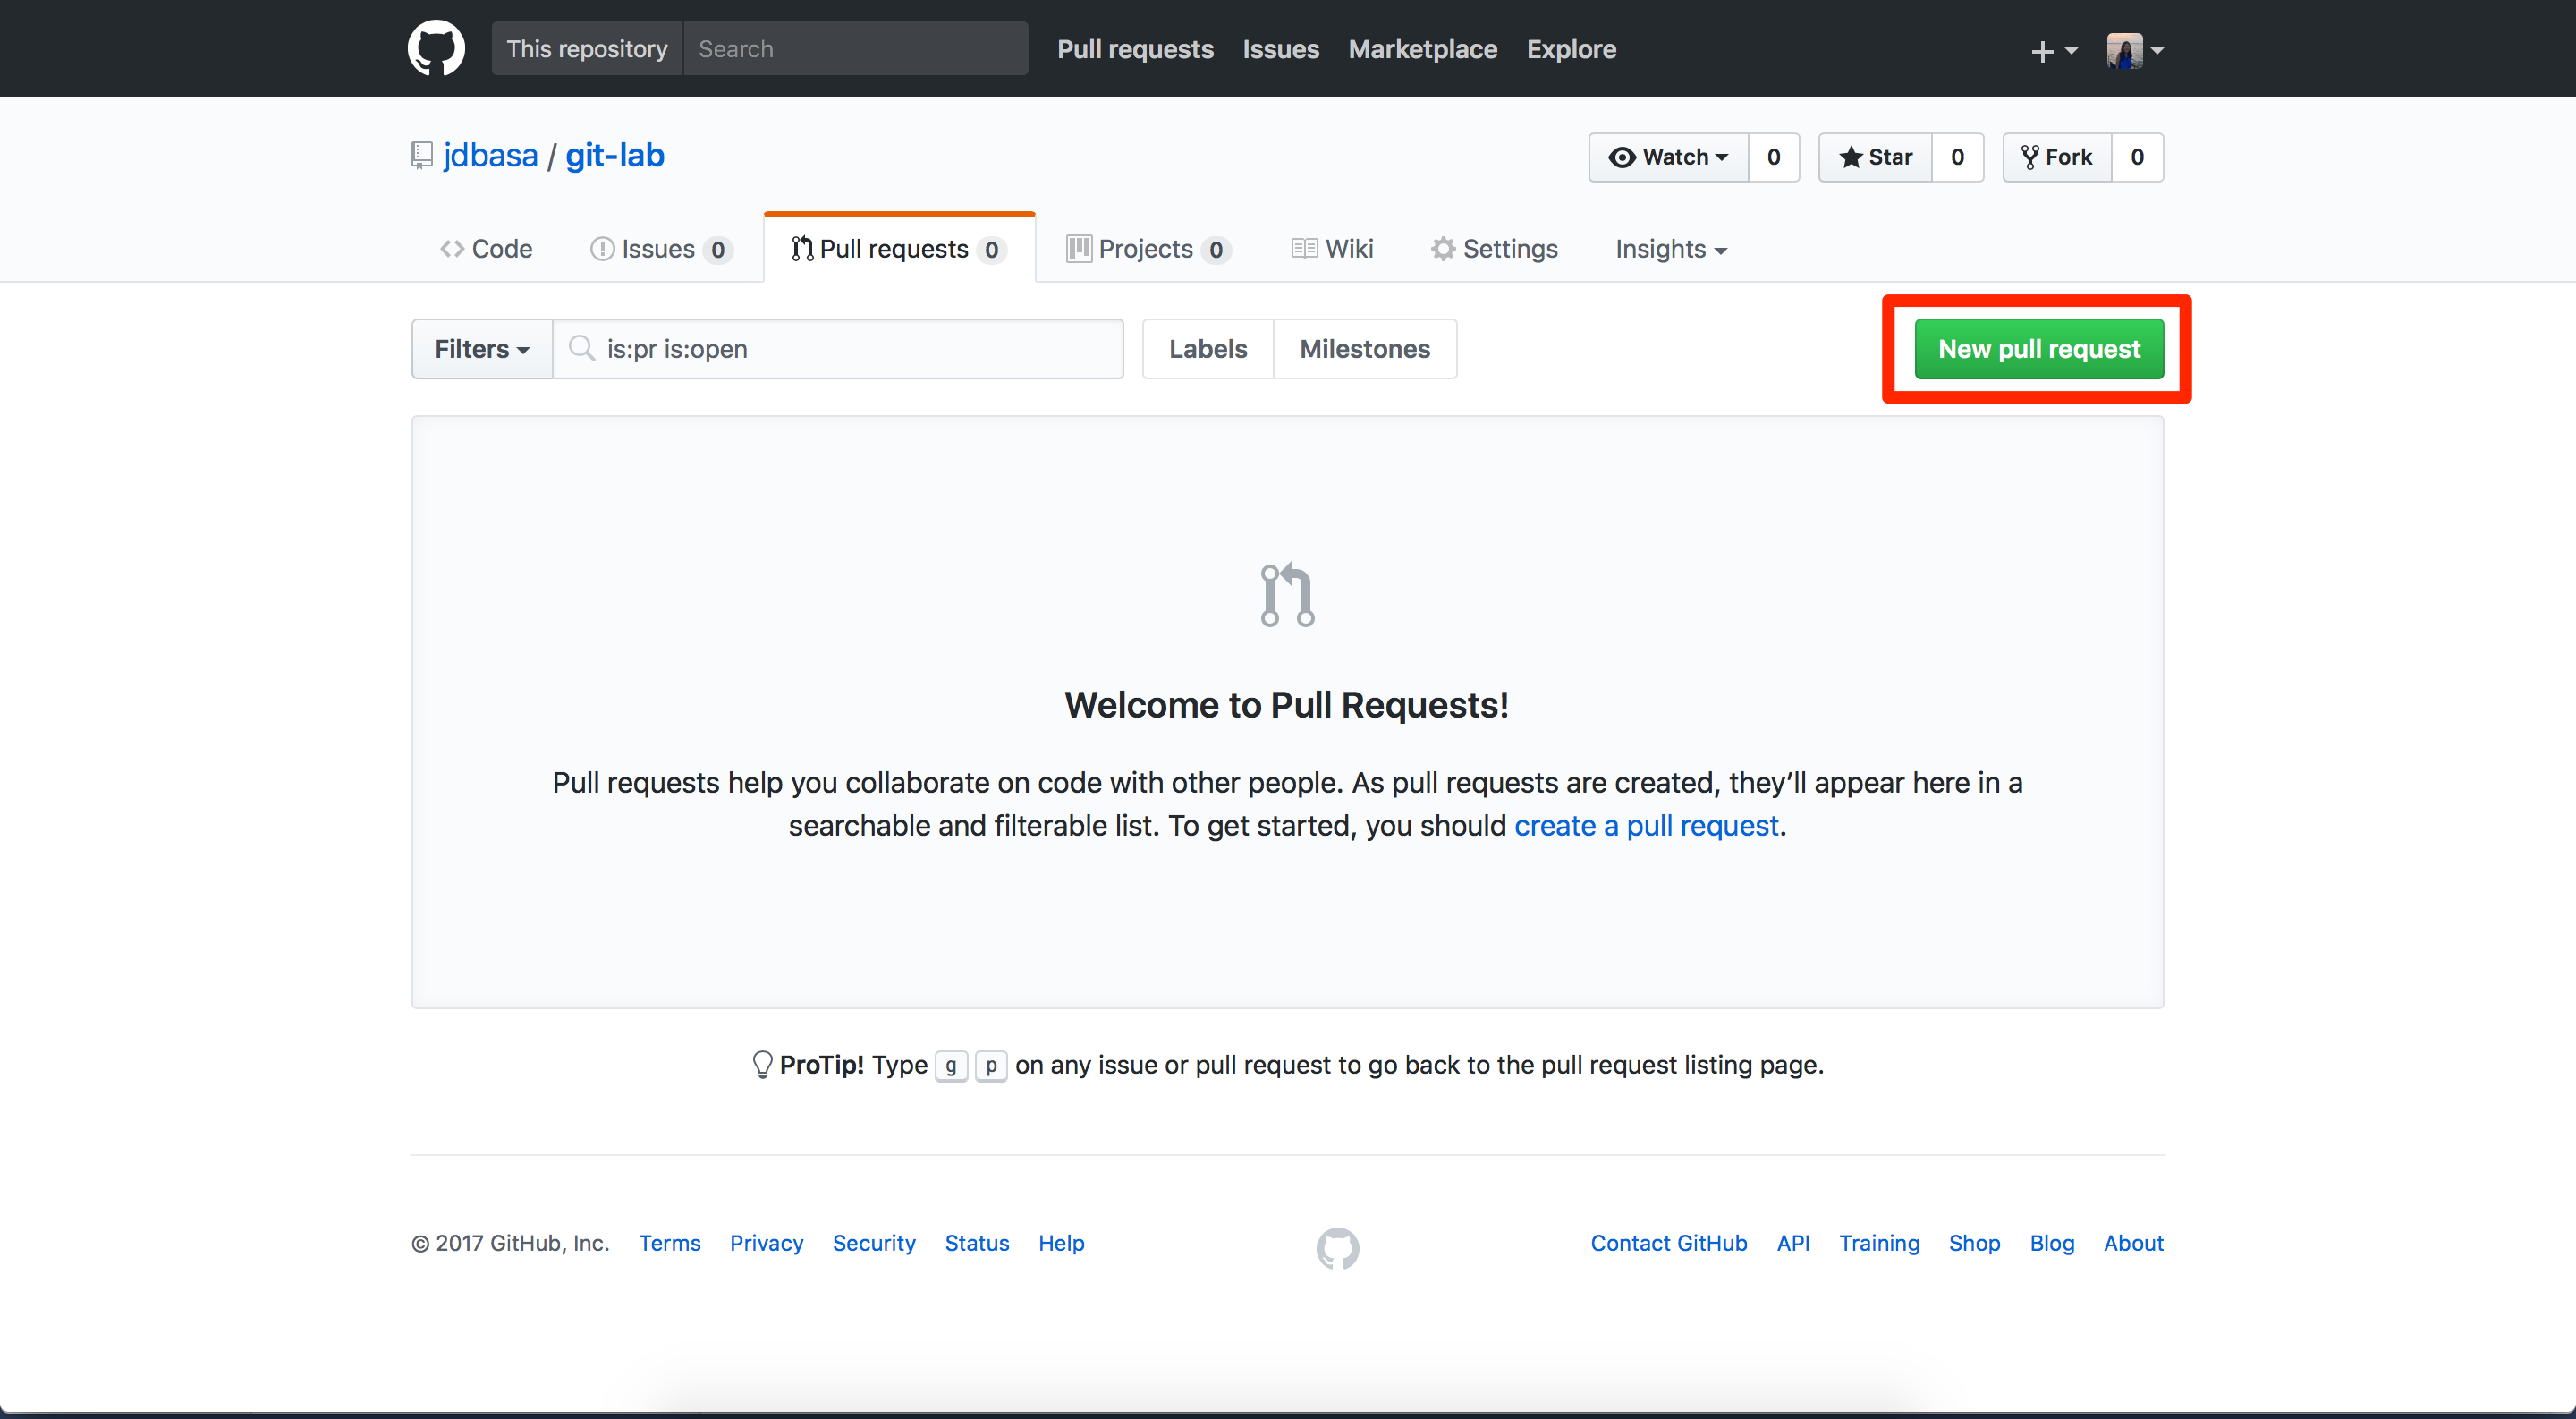 This repository Search Pull requests Issues Marketplace Explore
jdbasa / git-lab Watch 0 Star 0 Fork 0
Code Issues 0 Pull requests 0 Projects 0 Wiki Settings Insights
Filters is:pr is:open Labels Milestones New pull request
Welcome to Pull Requests!
Pull requests help you collaborate on code with other people. As pull requests are created, they’ll appear here in a
searchable and filterable list. To get started, you should create a pull request.
ProTip! Type g p on any issue or pull request to go back to the pull request listing page.
© 2017 GitHub, Inc. Terms Privacy Security Status Help Contact GitHub API Training Shop Blog About